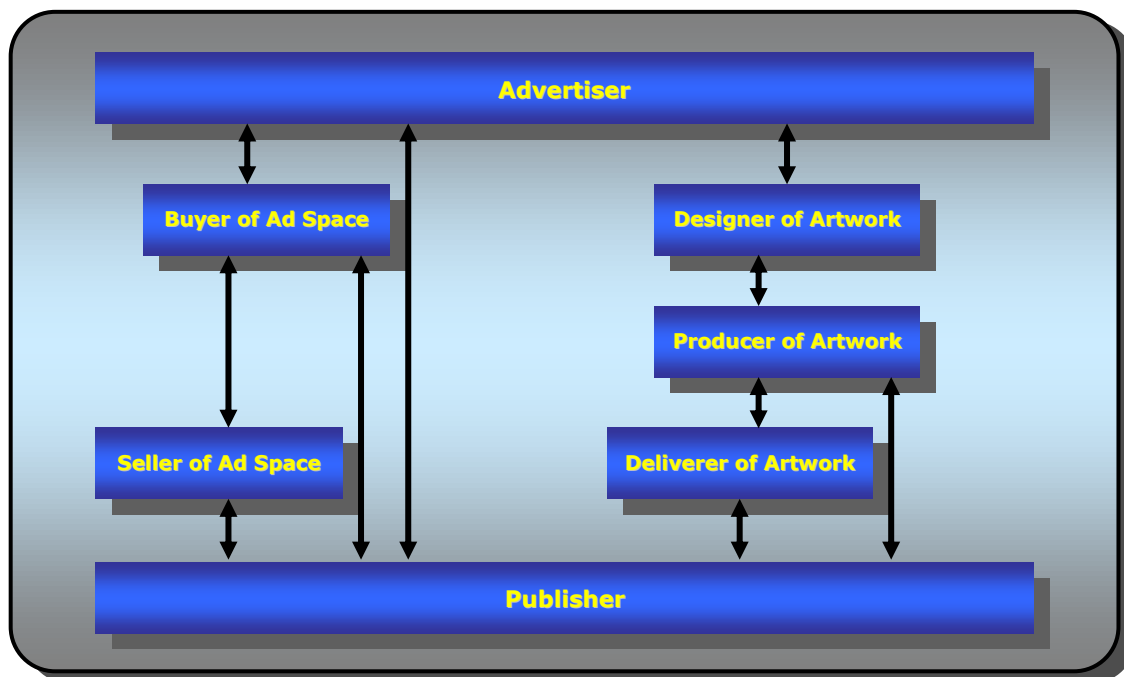 Advertiser
Buyer of Ad Space
Designer of Artwork
Producer of Artwork
Seller of Ad Space
Deliverer of Artwork
Publisher